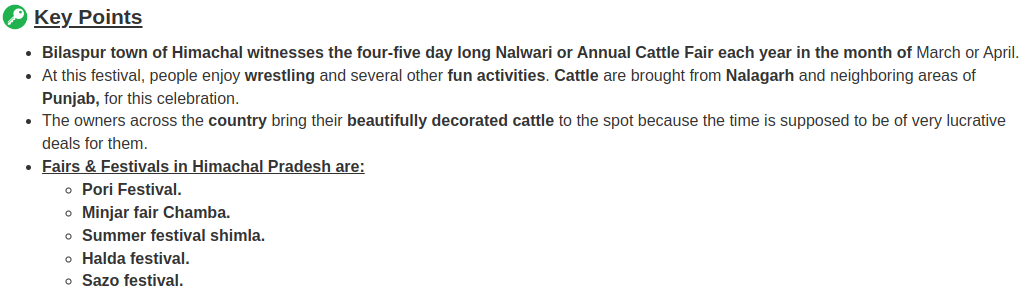 Key Points
• Bilaspur town of Himachal witnesses the four-five day long Nalwari or Annual Cattle Fair each year in the month of March or April.
• At this festival, people enjoy wrestling and several other fun activities. Cattle are brought from Nalagarh and neighboring areas of
Punjab, for this celebration.
• The owners across the country bring their beautifully decorated cattle to the spot because the time is supposed to be of very lucrative
deals for them.
• Fairs & Festivals in Himachal Pradesh are:
◦ Pori Festival.
◦ Minjar fair Chamba.
◦ Summer festival shimla.
◦ Halda festival.
◦ Sazo festival.